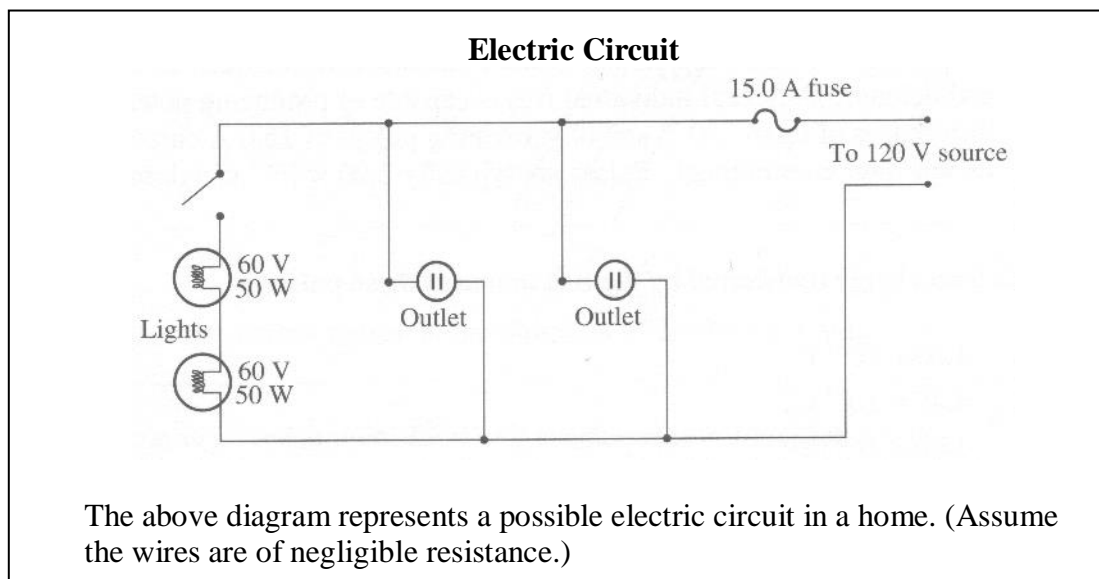 Electric Circuit
15.0 A fuse
To 120 V source
60 V
50 W
Outlet
Outlet
Lights
60 V
50 W
The above diagram represents a possible electric circuit in a home. (Assume
the wires are of negligible resistance.)